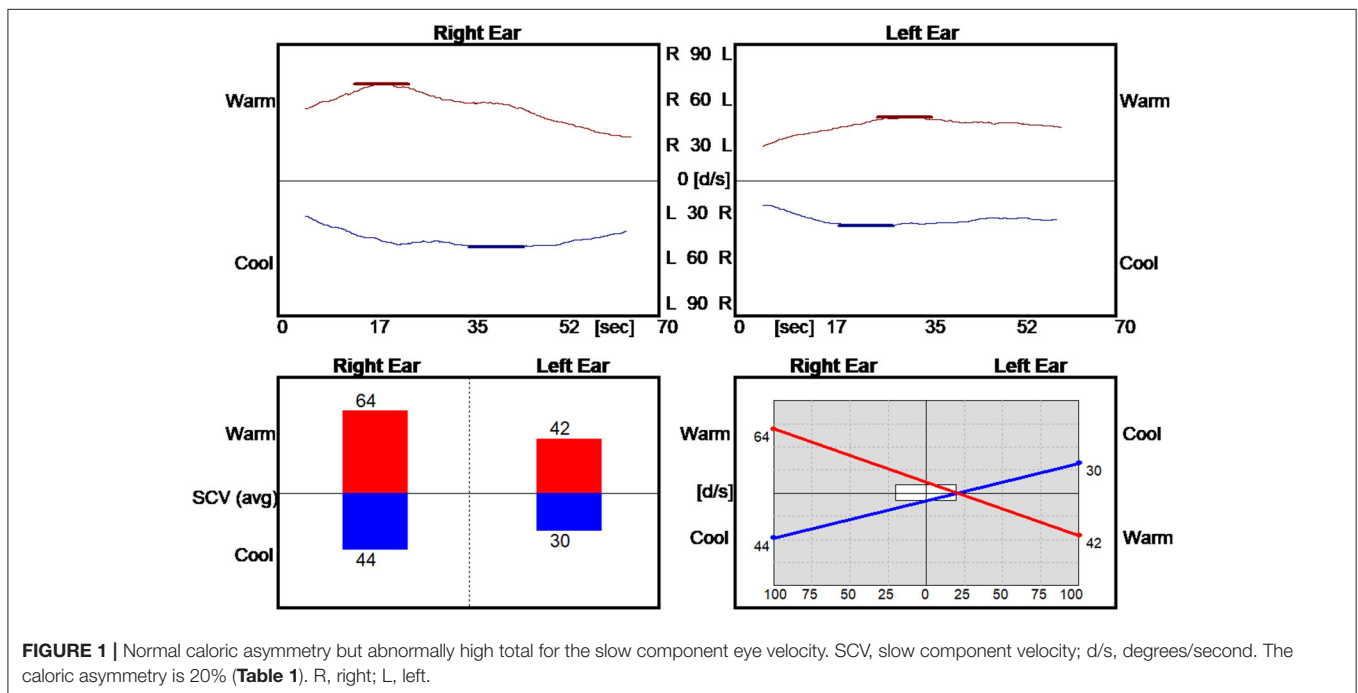 Right Ear
Left Ear
R 90 L
Warm
R 60 L
Warm
R 30 L
0 [d/s]
L 30 R
Cool
L 60 R
Cool
L 90 R
0 17 35 52 [sec] 70
0 [sec] 17 35 52 70
Right Ear Left Ear
64
42
Warm
SCV (avg)
Cool
44
30
Right Ear Left Ear
Warm
64
Cool
30
[d/s]
Cool
44
42
Warm
100 75 50 25 0 25 50 75 100
FIGURE 1 | Normal caloric asymmetry but abnormally high total for the slow component eye velocity. SCV, slow component velocity; d/s, degrees/second. The
caloric asymmetry is 20% (Table 1). R, right; L, left.